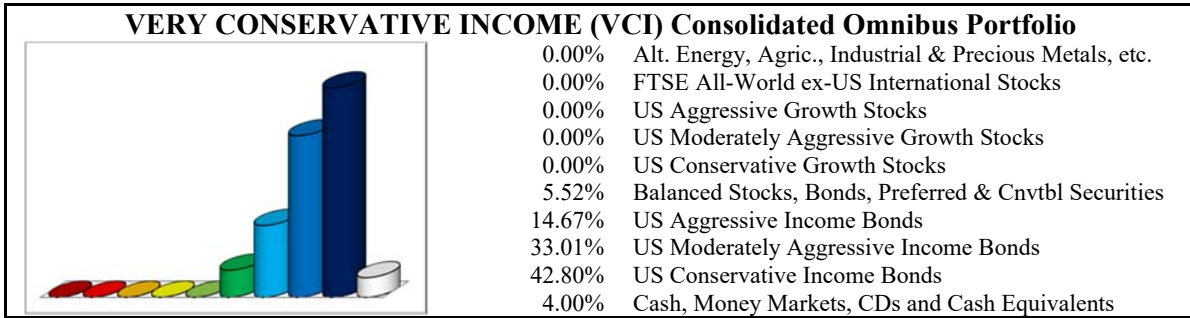 VERY CONSERVATIVE INCOME (VCI) Consolidated Omnibus Portfolio
0.00% Alt. Energy, Agric., Industrial & Precious Metals, etc.
0.00% FTSE All-World ex-US International Stocks
0.00% US Aggressive Growth Stocks
0.00% US Moderately Aggressive Growth Stocks
0.00% US Conservative Growth Stocks
5.52% Balanced Stocks, Bonds, Preferred & Cnvtbl Securities
14.67% US Aggressive Income Bonds
33.01% US Moderately Aggressive Income Bonds
42.80% US Conservative Income Bonds
4.00% Cash, Money Markets, CDs and Cash Equivalents